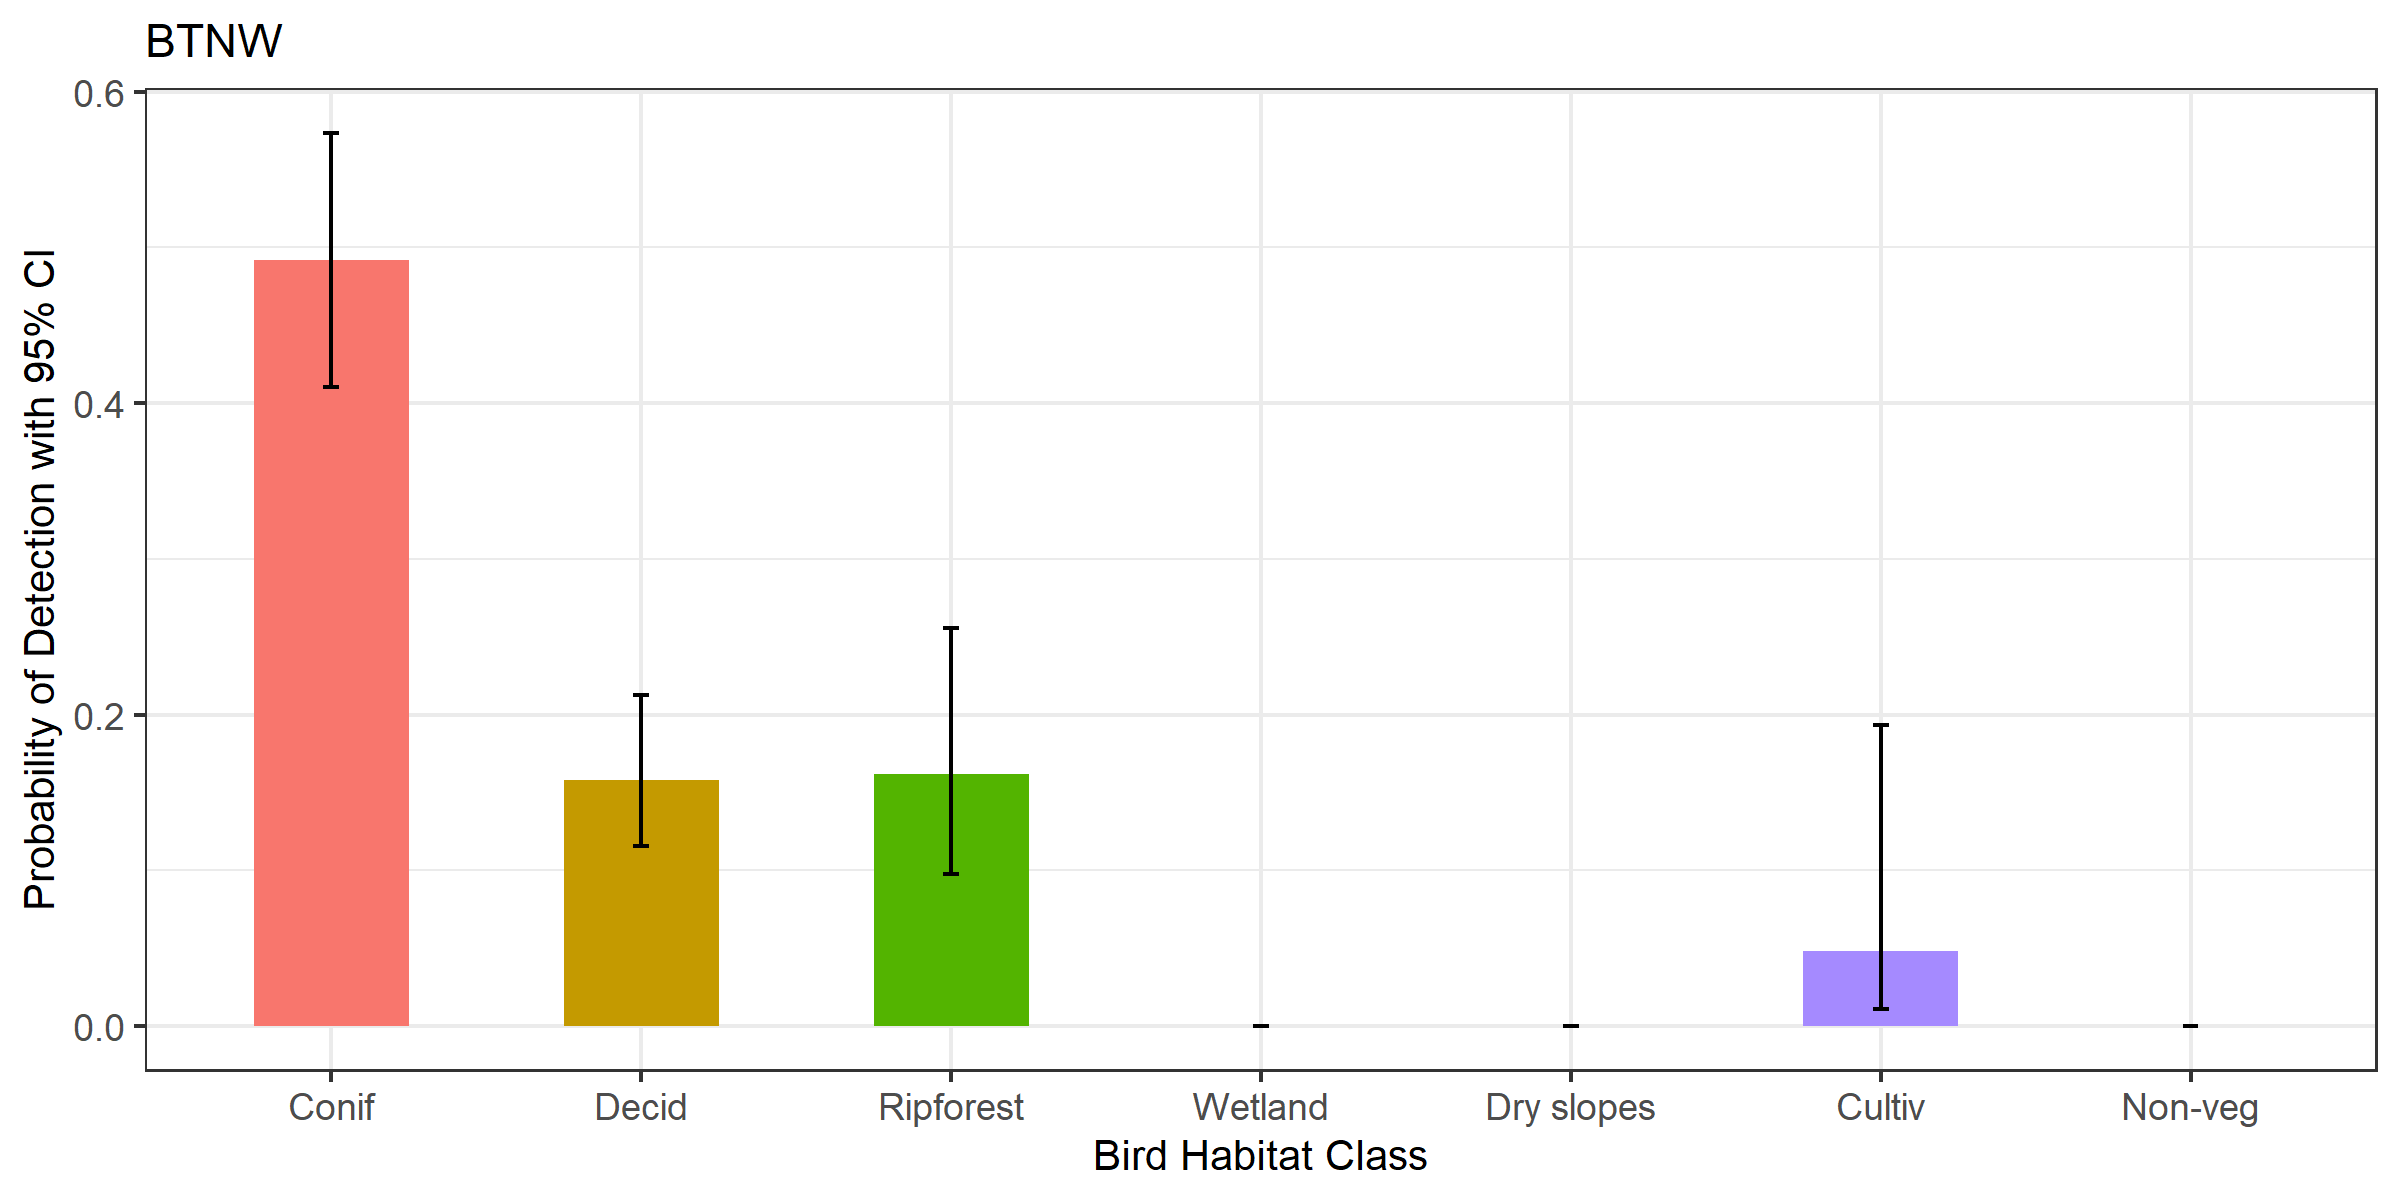 BTNW
Probability of Detection with 95% CI
0.6
0.4
0.2
0.0
Conif Decid Ripforest Wetland Dry slopes Cultiv Non-veg
Bird Habitat Class